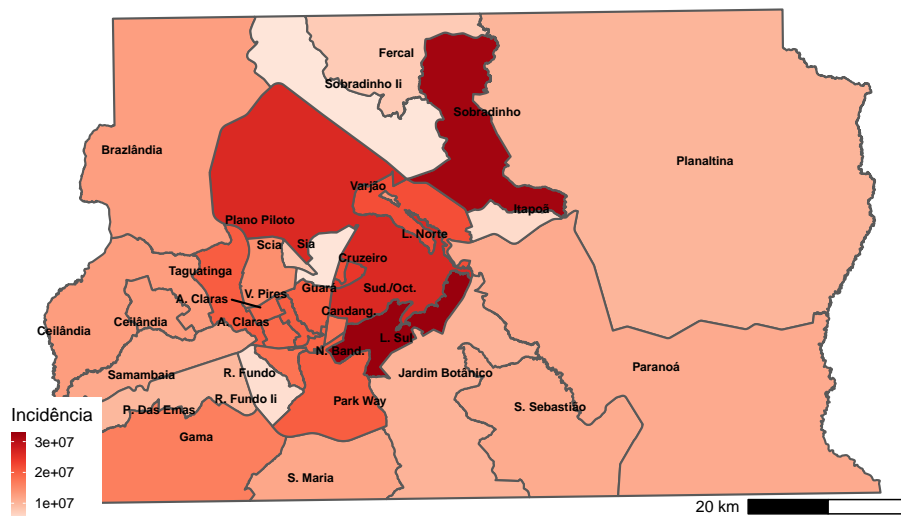 Fercal
Sobradinho Ii
Sobradinho
Brazlândia
Planaltina
Varjão
Itapoã
Plano Piloto
L. Norte
Scia
Sia
Cruzeiro
Taguatinga
V. Pires
Guará
Sud./Oct.
A. Claras
Candang.
Ceilândia
Ceilândia
A. Claras
L. Sul
N. Band.
Samambaia
R. Fundo
Jardim Botânico
Paranoá
R. Fundo Ii
Park Way
S. Sebastião
P. Das Emas
Gama
S. Maria
Incidência
3e+07
2e+07
1e+07
20 km